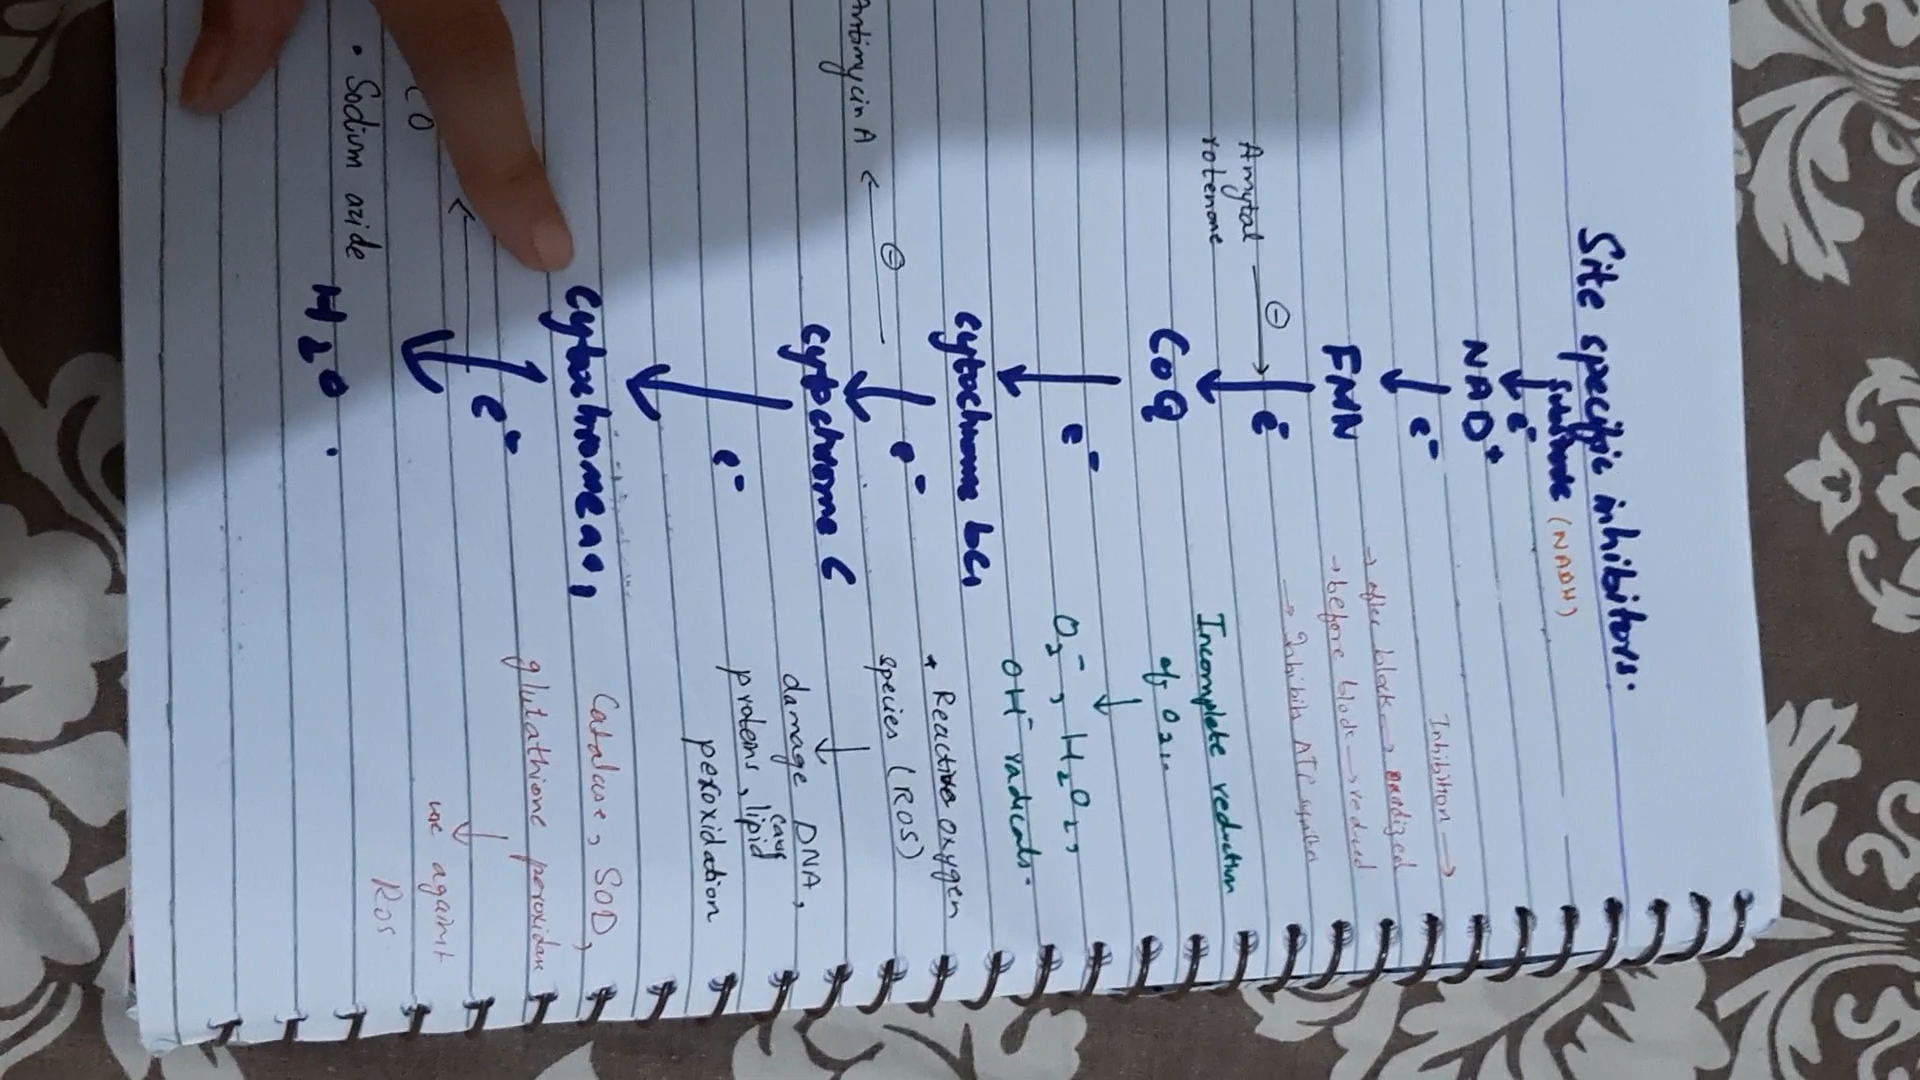 Site specific inhibitors.
Substrate (NADH)
e-
NAD+
e-
FMN
Amytal
rotenone
⊖
e-
CoQ
e-
Cytochrome bc1
Antimycin A
⊖
e-
Cytochrome C
e-
Cytochrome a a1
e-
CO
• Sodium azide
H2O .
Inhibition →
→ after block → oxidized
→ before block → reduced
→ Inhibits ATP
Incomplete reduction
of O2
O2-, H2O2,
OH- radicals.
* Reactive oxygen
species (ROS)
damage DNA,
proteins, lipid
peroxidation
Catalase, SOD,
glutathione peroxidase
use against
ROS